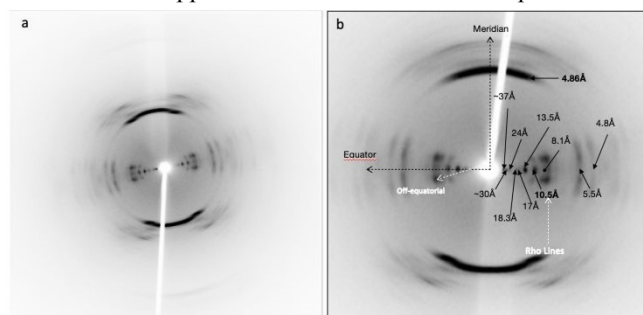 a
b
Meridian
4.86Å
~37Å
13.5Å
24Å
8.1Å
4.8Å
Equator
Off-equatorial
~30Å
10.5Å
5.5Å
17Å
18.3Å
Rho Lines